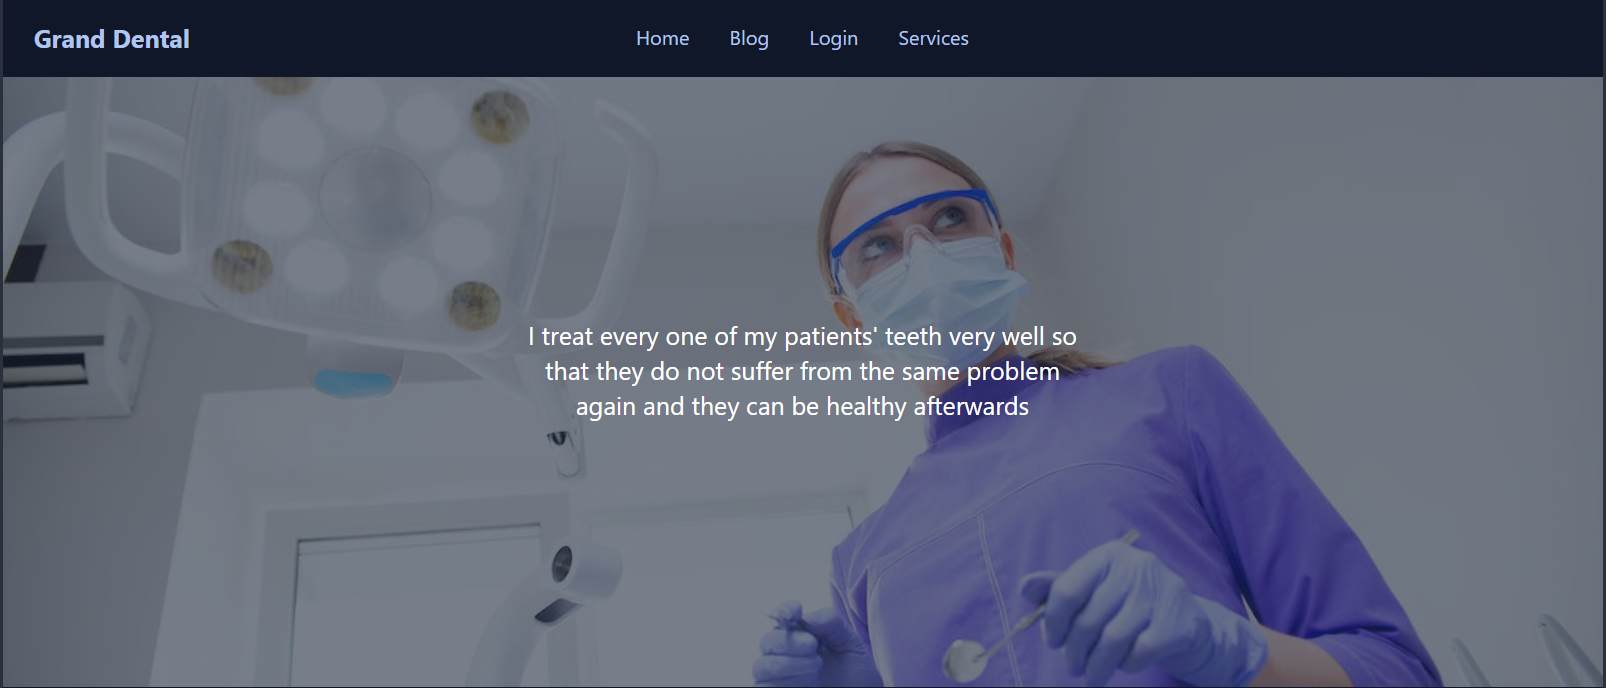 Grand Dental
Home
Blog
Login
Services
I treat every one of my patients' teeth very well so
that they do not suffer from the same problem
again and they can be healthy afterwards